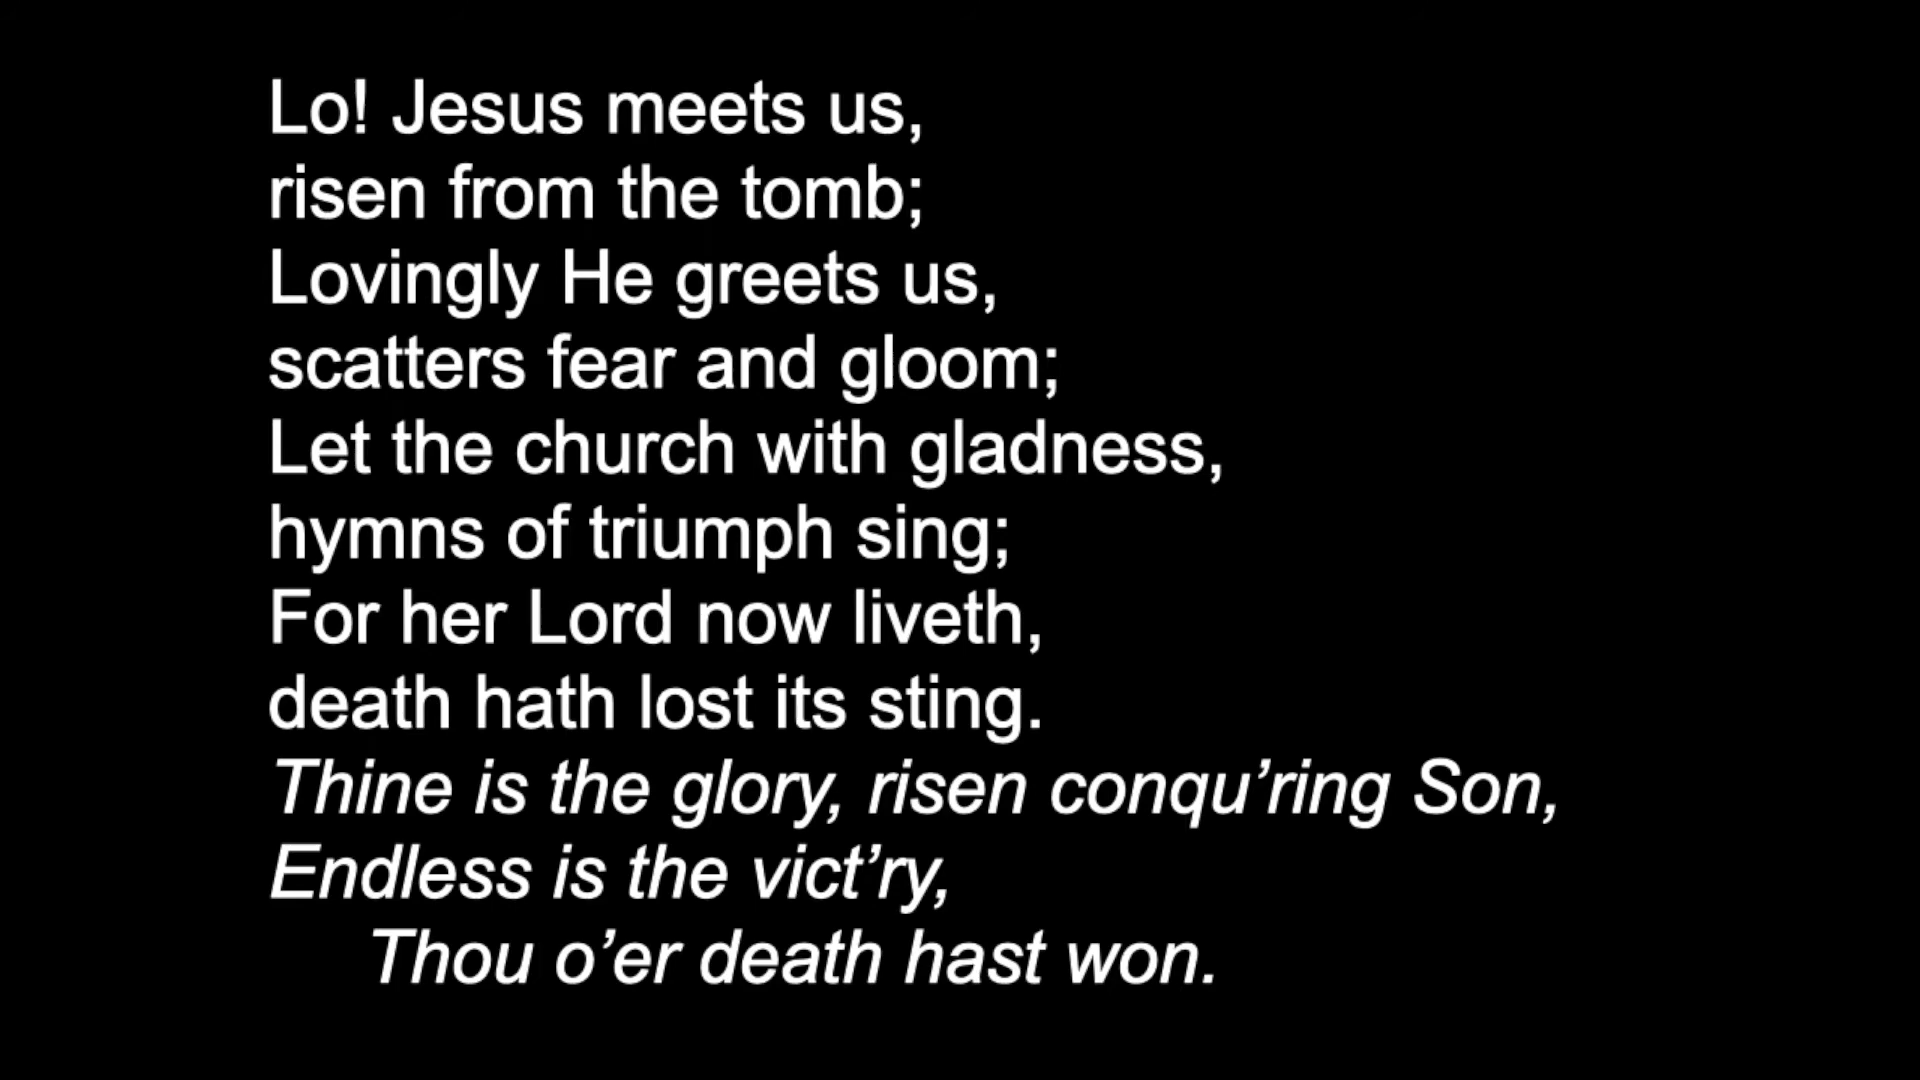 Lo! Jesus meets us,
risen from the tomb;
Lovingly He greets us,
scatters fear and gloom;
Let the church with gladness,
hymns of triumph sing;
For her Lord now liveth,
death hath lost its sting.
Thine is the glory, risen conqu’ring Son,
Endless is the vict’ry,
Thou o’er death hast won.